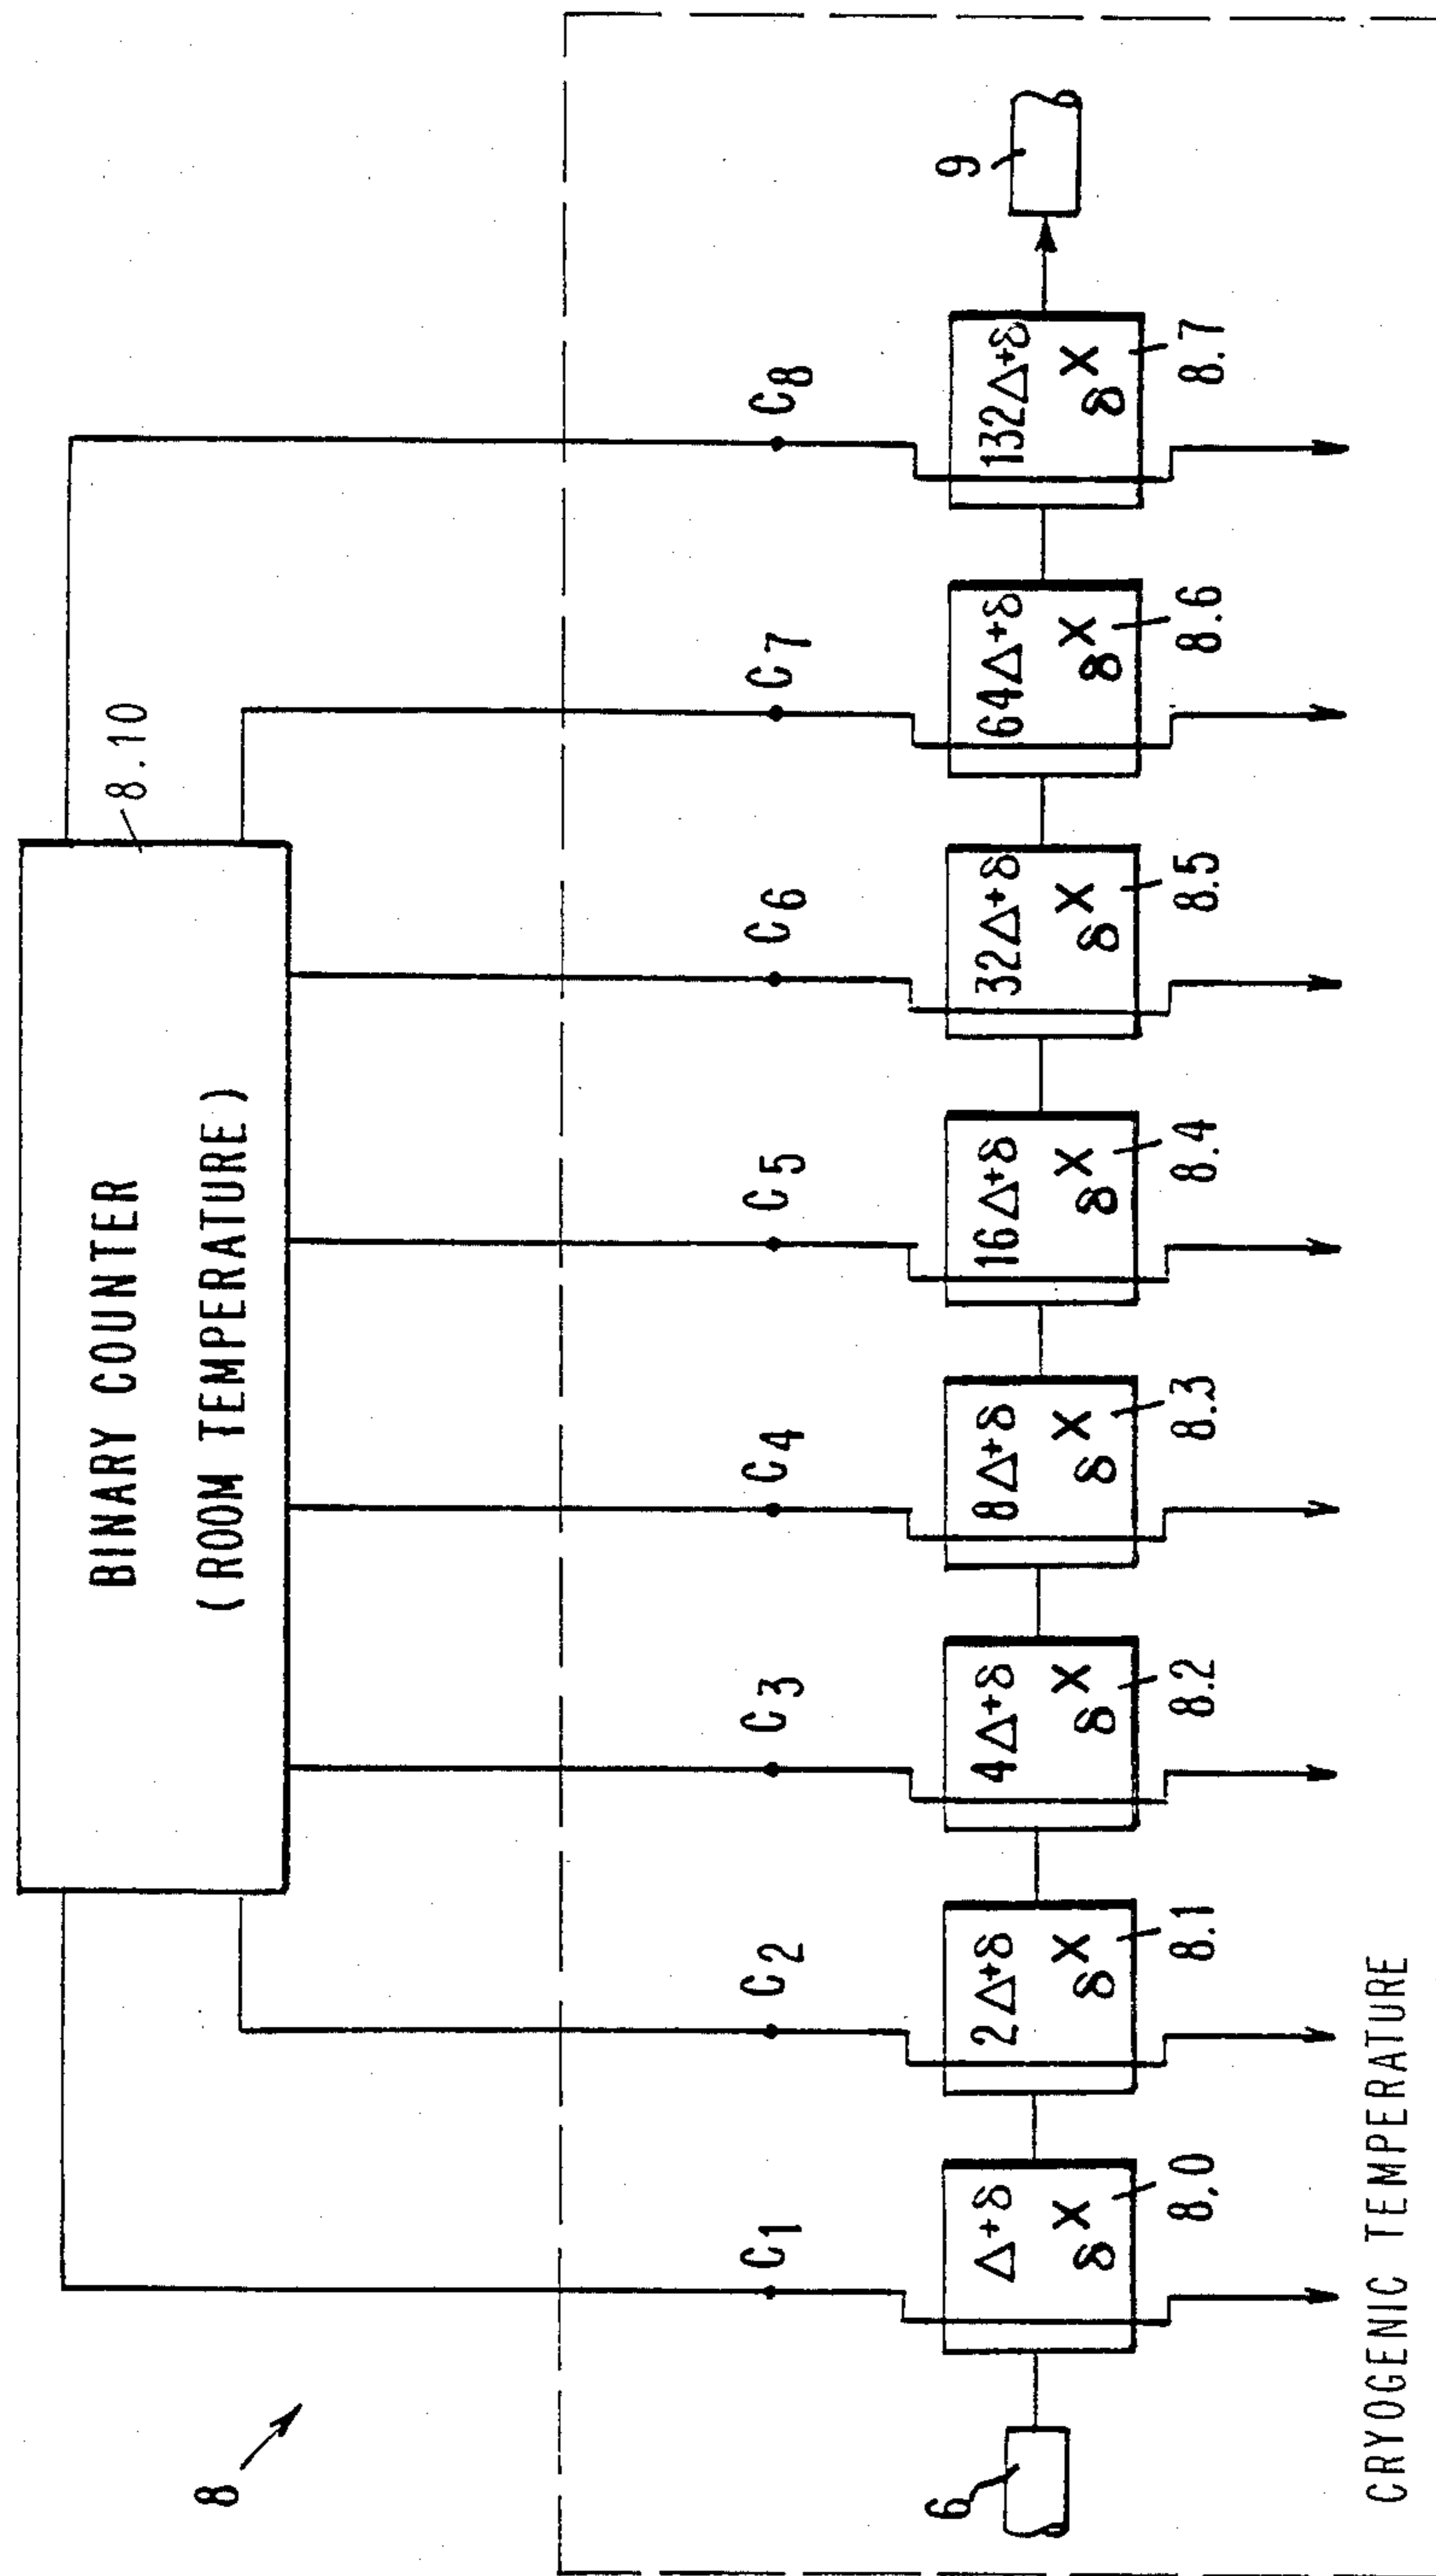 8
BINARY COUNTER
(ROOM TEMPERATURE)
8.10
C1
C2
C3
C4
C5
C6
C7
C8
6
Δ+δ
δ X
8.0
2Δ+δ
δ X
8.1
4Δ+δ
δ X
8.2
8Δ+δ
δ X
8.3
16Δ+δ
δ X
8.4
32Δ+δ
δ X
8.5
64Δ+δ
δ X
8.6
132Δ+δ
δ X
8.7
9
CRYOGENIC TEMPERATURE